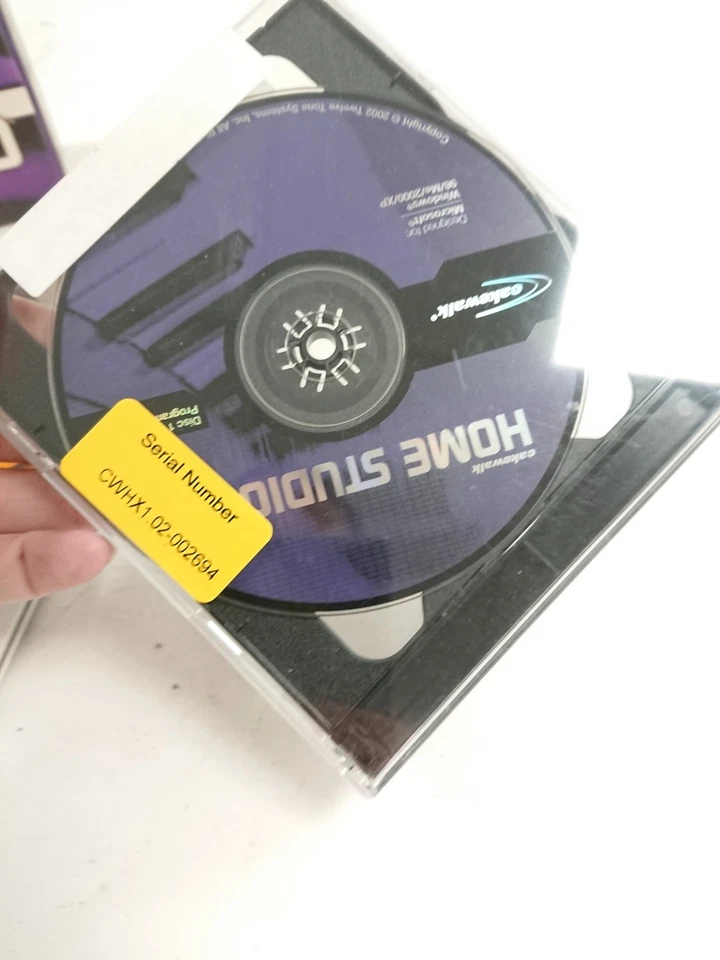 Copyright © 2002 Twelve Tone Systems, Inc. All
Designed for:
Microsoft®
Windows®
98/Me/2000/XP
cakewalk®
cakewalk
HOME STUDIO
Disc 1
Program
Serial Number
CWHX1.02-002694